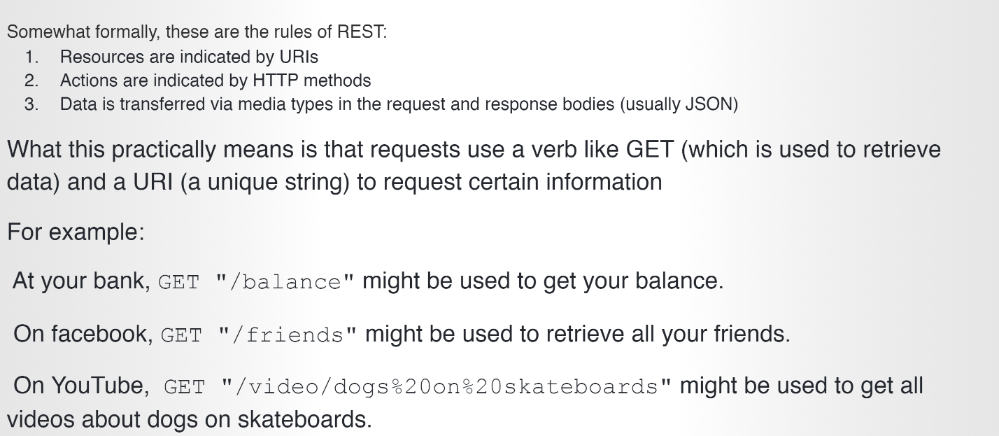 Somewhat formally, these are the rules of REST:
1. Resources are indicated by URIs
2. Actions are indicated by HTTP methods
3. Data is transferred via media types in the request and response bodies (usually JSON)
What this practically means is that requests use a verb like GET (which is used to retrieve
data) and a URI (a unique string) to request certain information
For example:
At your bank, GET "/balance" might be used to get your balance.
On facebook, GET "/friends" might be used to retrieve all your friends.
On YouTube, GET "/video/dogs%20on%20skateboards" might be used to get all
videos about dogs on skateboards.